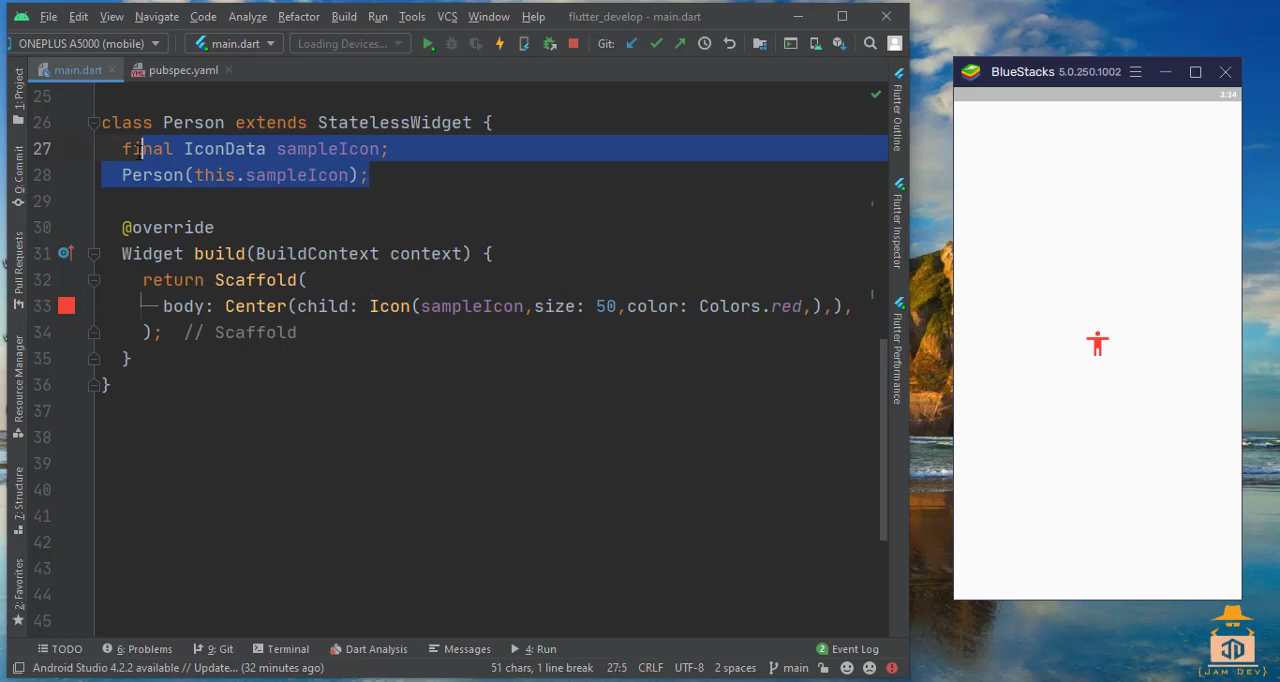 File Edit View Navigate Code Analyze Refactor Build Run Tools VCS Window Help flutter_develop - main.dart
ONEPLUS A5000 (mobile) main.dart Loading Devices... Git:
main.dart pubspec.yaml
1: Project
0: Commit
Pull Requests
Resource Manager
7: Structure
2: Favorites
25
26 class Person extends StatelessWidget {
27 final IconData sampleIcon;
28 Person(this.sampleIcon);
29
30 @override
31 Widget build(BuildContext context) {
32 return Scaffold(
33 body: Center(child: Icon(sampleIcon,size: 50,color: Colors.red,),),
34 ); // Scaffold
35 }
36 }
37
38
39
40
41
42
43
44
45
Flutter Outline
Flutter Inspector
Flutter Performance
TODO 6: Problems 9: Git Terminal Dart Analysis Messages 4: Run 2 Event Log
Android Studio 4.2.2 available // Update... (32 minutes ago) 51 chars, 1 line break 27:5 CRLF UTF-8 2 spaces main
BlueStacks 5.0.250.1002
3:34
JD
{JAM DEV}